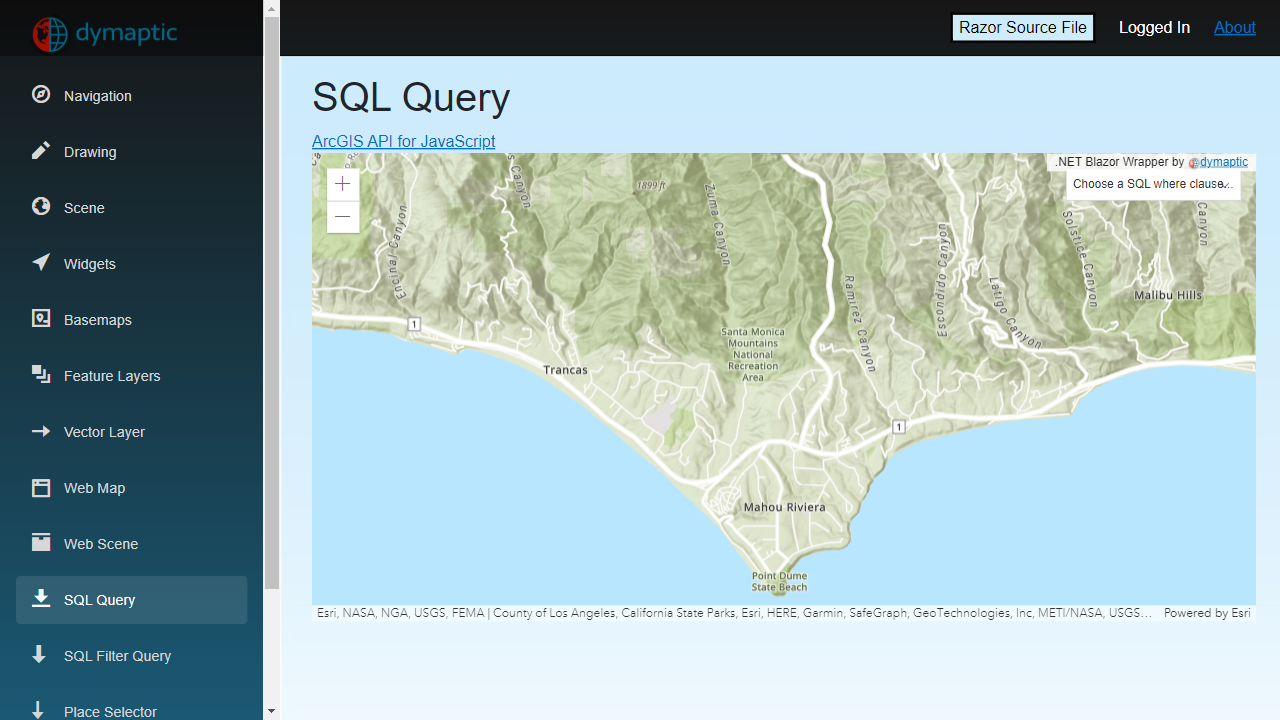 dymaptic
Razor Source File
Logged In
About
Navigation
Drawing
Scene
Widgets
Basemaps
Feature Layers
Vector Layer
Web Map
Web Scene
SQL Query
SQL Filter Query
Place Selector
SQL Query
ArcGIS API for JavaScript
.NET Blazor Wrapper by dymaptic
Choose a SQL where clause...
1899 ft
Encinal Canyon
Canyon
Zuma Canyon
Ramirez Canyon
Escondido Canyon
Latigo Canyon
Solstice Canyon
Canyon
Malibu Hills
1
Santa Monica
Mountains
National
Recreation
Area
Trancas
1
Mahou Riviera
Point Dume
State Beach
Esri, NASA, NGA, USGS, FEMA | County of Los Angeles, California State Parks, Esri, HERE, Garmin, SafeGraph, GeoTechnologies, Inc, METI/NASA, USGS...
Powered by Esri